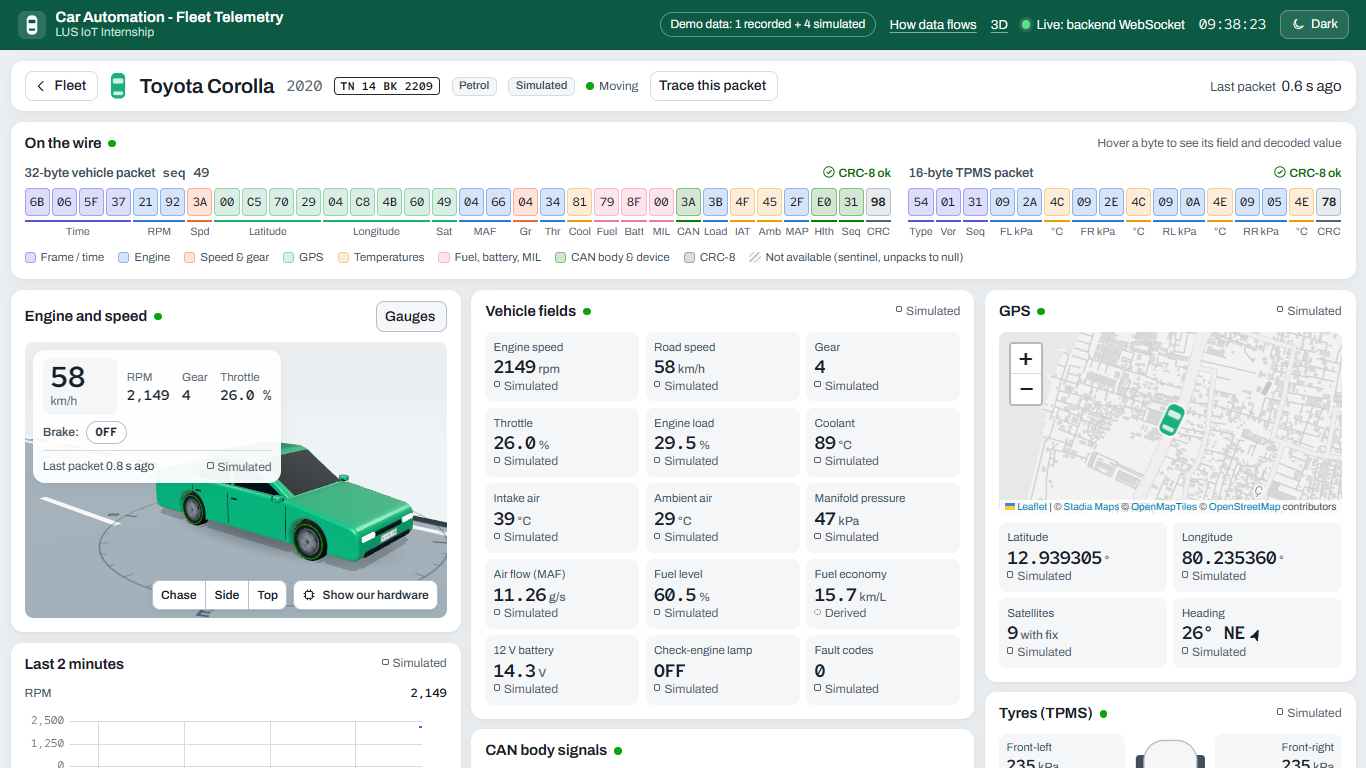 Car Automation - Fleet Telemetry
LUS IoT Internship
Demo data: 1 recorded + 4 simulated
How data flows
3D
Live: backend WebSocket
09:38:23
Dark
Fleet
Toyota Corolla
2020
TN 14 BK 2209
Petrol
Simulated
Moving
Trace this packet
Last packet 0.6 s ago
On the wire
Hover a byte to see its field and decoded value
32-byte vehicle packet seq 49
CRC-8 ok
16-byte TPMS packet
CRC-8 ok
6B 06 5F 37 21 92 3A 00 C5 70 29 04 C8 4B 60 49 04 66 04 34 81 79 8F 00 3A 3B 4F 45 2F E0 31 98
54 01 31 09 2A 4C 09 2E 4C 09 0A 4E 09 05 4E 78
Time RPM Spd Latitude Longitude Sat MAF Gr Thr Cool Fuel Batt MIL CAN Load IAT Amb MAP Hlth Seq CRC
Type Ver Seq FL kPa °C FR kPa °C RL kPa °C RR kPa °C CRC
Frame / time
Engine
Speed & gear
GPS
Temperatures
Fuel, battery, MIL
CAN body & device
CRC-8
Not available (sentinel, unpacks to null)
Engine and speed
Gauges
58
km/h
RPM
2,149
Gear
4
Throttle
26.0 %
Brake: OFF
Last packet 0.8 s ago
Simulated
Chase
Side
Top
Show our hardware
E
Last 2 minutes
Simulated
RPM
2,149
2,500
1,250
0
Vehicle fields
Simulated
Engine speed
2149 rpm
Simulated
Road speed
58 km/h
Simulated
Gear
4
Simulated
Throttle
26.0 %
Simulated
Engine load
29.5 %
Simulated
Coolant
89 °C
Simulated
Intake air
39 °C
Simulated
Ambient air
29 °C
Simulated
Manifold pressure
47 kPa
Simulated
Air flow (MAF)
11.26 g/s
Simulated
Fuel level
60.5 %
Simulated
Fuel economy
15.7 km/L
Derived
12 V battery
14.3 V
Simulated
Check-engine lamp
OFF
Simulated
Fault codes
0
Simulated
CAN body signals
GPS
Simulated
+
−
Leaflet | © Stadia Maps © OpenMapTiles © OpenStreetMap contributors
Latitude
12.939305 °
Simulated
Longitude
80.235360 °
Simulated
Satellites
9 with fix
Simulated
Heading
26° NE
Simulated
Tyres (TPMS)
Simulated
Front-left
235 kPa
Front-right
235 kPa